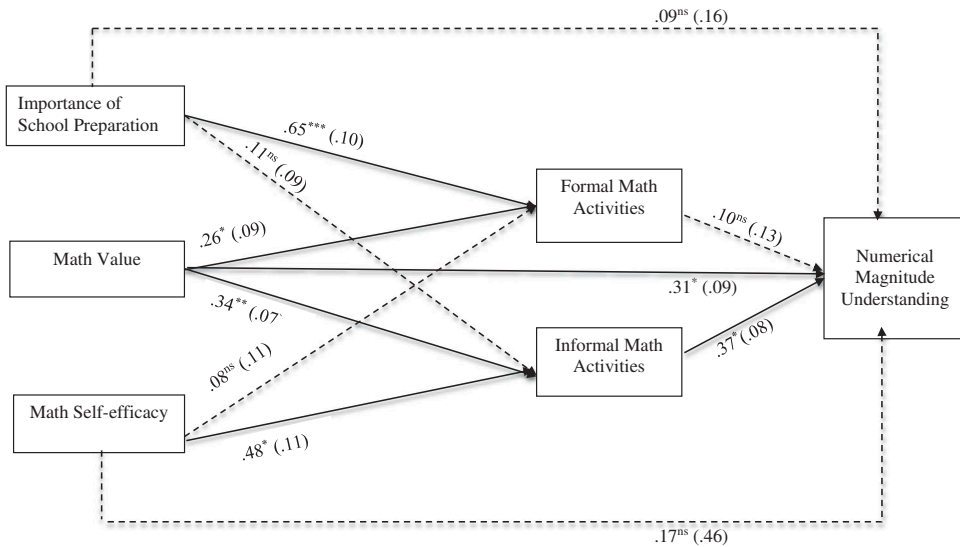 .09ns (.16)
Importance of
School Preparation
.65*** (.10)
.11ns (.09)
Formal Math
Activities
.10ns (.13)
.26* (.09)
Math Value
Numerical
Magnitude
Understanding
.31* (.09)
.34** (.07
Informal Math
Activities
.37* (.08)
.08ns (.11)
Math Self-efficacy
.48* (.11)
.17ns (.46)